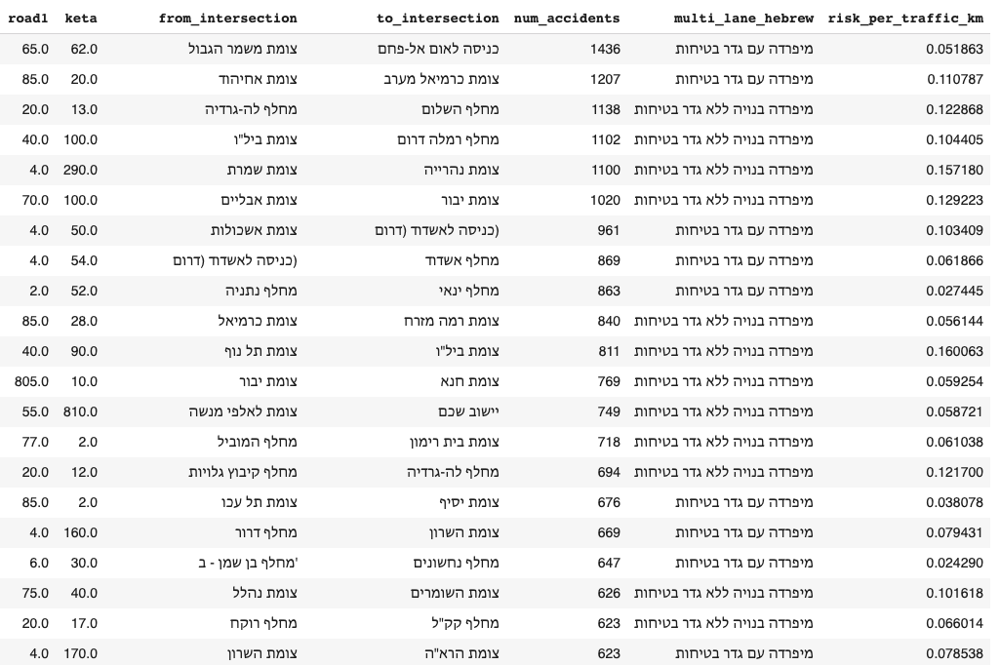 road1 keta from_intersection to_intersection num_accidents multi_lane_hebrew risk_per_traffic_km
65.0 62.0 צומת משמר הגבול כניסה לאום אל-פחם 1436 מיפרדה עם גדר בטיחות 0.051863
85.0 20.0 צומת אחיהוד צומת כרמיאל מערב 1207 מיפרדה עם גדר בטיחות 0.110787
20.0 13.0 מחלף לה-גרדיה מחלף השלום 1138 מיפרדה בנויה ללא גדר בטיחות 0.122868
40.0 100.0 צומת ביל"ו מחלף רמלה דרום 1102 מיפרדה בנויה ללא גדר בטיחות 0.104405
4.0 290.0 צומת שמרת צומת נהרייה 1100 מיפרדה בנויה ללא גדר בטיחות 0.157180
70.0 100.0 צומת אבליים צומת יבור 1020 מיפרדה בנויה ללא גדר בטיחות 0.129223
4.0 50.0 צומת אשכולות (כניסה לאשדוד (דרום 961 מיפרדה עם גדר בטיחות 0.103409
4.0 54.0 (כניסה לאשדוד (דרום מחלף אשדוד 869 מיפרדה עם גדר בטיחות 0.061866
2.0 52.0 מחלף נתניה מחלף ינאי 863 מיפרדה עם גדר בטיחות 0.027445
85.0 28.0 צומת כרמיאל צומת רמה מזרח 840 מיפרדה בנויה ללא גדר בטיחות 0.056144
40.0 90.0 צומת תל נוף צומת ביל"ו 811 מיפרדה בנויה ללא גדר בטיחות 0.160063
805.0 10.0 צומת יבור צומת חנא 769 מיפרדה בנויה ללא גדר בטיחות 0.059254
55.0 810.0 צומת לאלפי מנשה יישוב שכם 749 מיפרדה בנויה ללא גדר בטיחות 0.058721
77.0 2.0 מחלף המוביל צומת בית רימון 718 מיפרדה בנויה ללא גדר בטיחות 0.061038
20.0 12.0 מחלף קיבוץ גלויות מחלף לה-גרדיה 694 מיפרדה בנויה ללא גדר בטיחות 0.121700
85.0 2.0 צומת תל עכו צומת יסיף 676 מיפרדה עם גדר בטיחות 0.038078
4.0 160.0 מחלף דרור צומת השרון 669 מיפרדה עם גדר בטיחות 0.079431
6.0 30.0 'מחלף בן שמן - ב מחלף נחשונים 647 מיפרדה עם גדר בטיחות 0.024290
75.0 40.0 צומת נהלל צומת השומרים 626 מיפרדה בנויה ללא גדר בטיחות 0.101618
20.0 17.0 מחלף רוקח מחלף קק"ל 623 מיפרדה בנויה ללא גדר בטיחות 0.066014
4.0 170.0 צומת השרון צומת הרא"ה 623 מיפרדה עם גדר בטיחות 0.078538